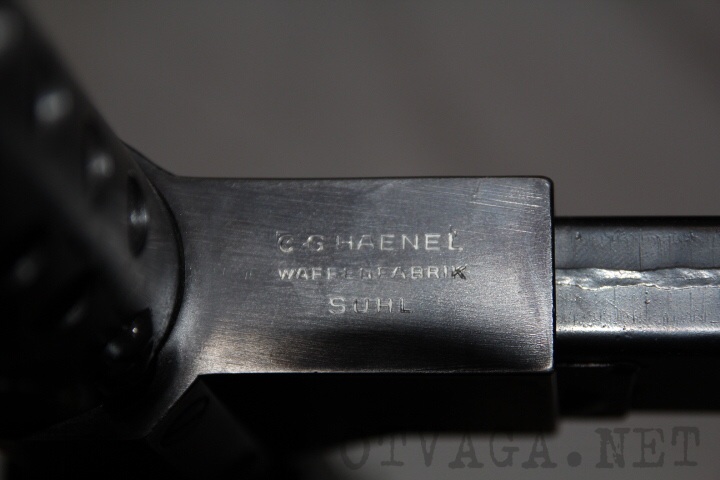 C G HAENEL
WAFFENFABRIK
SUHL
OTVAGA.NET